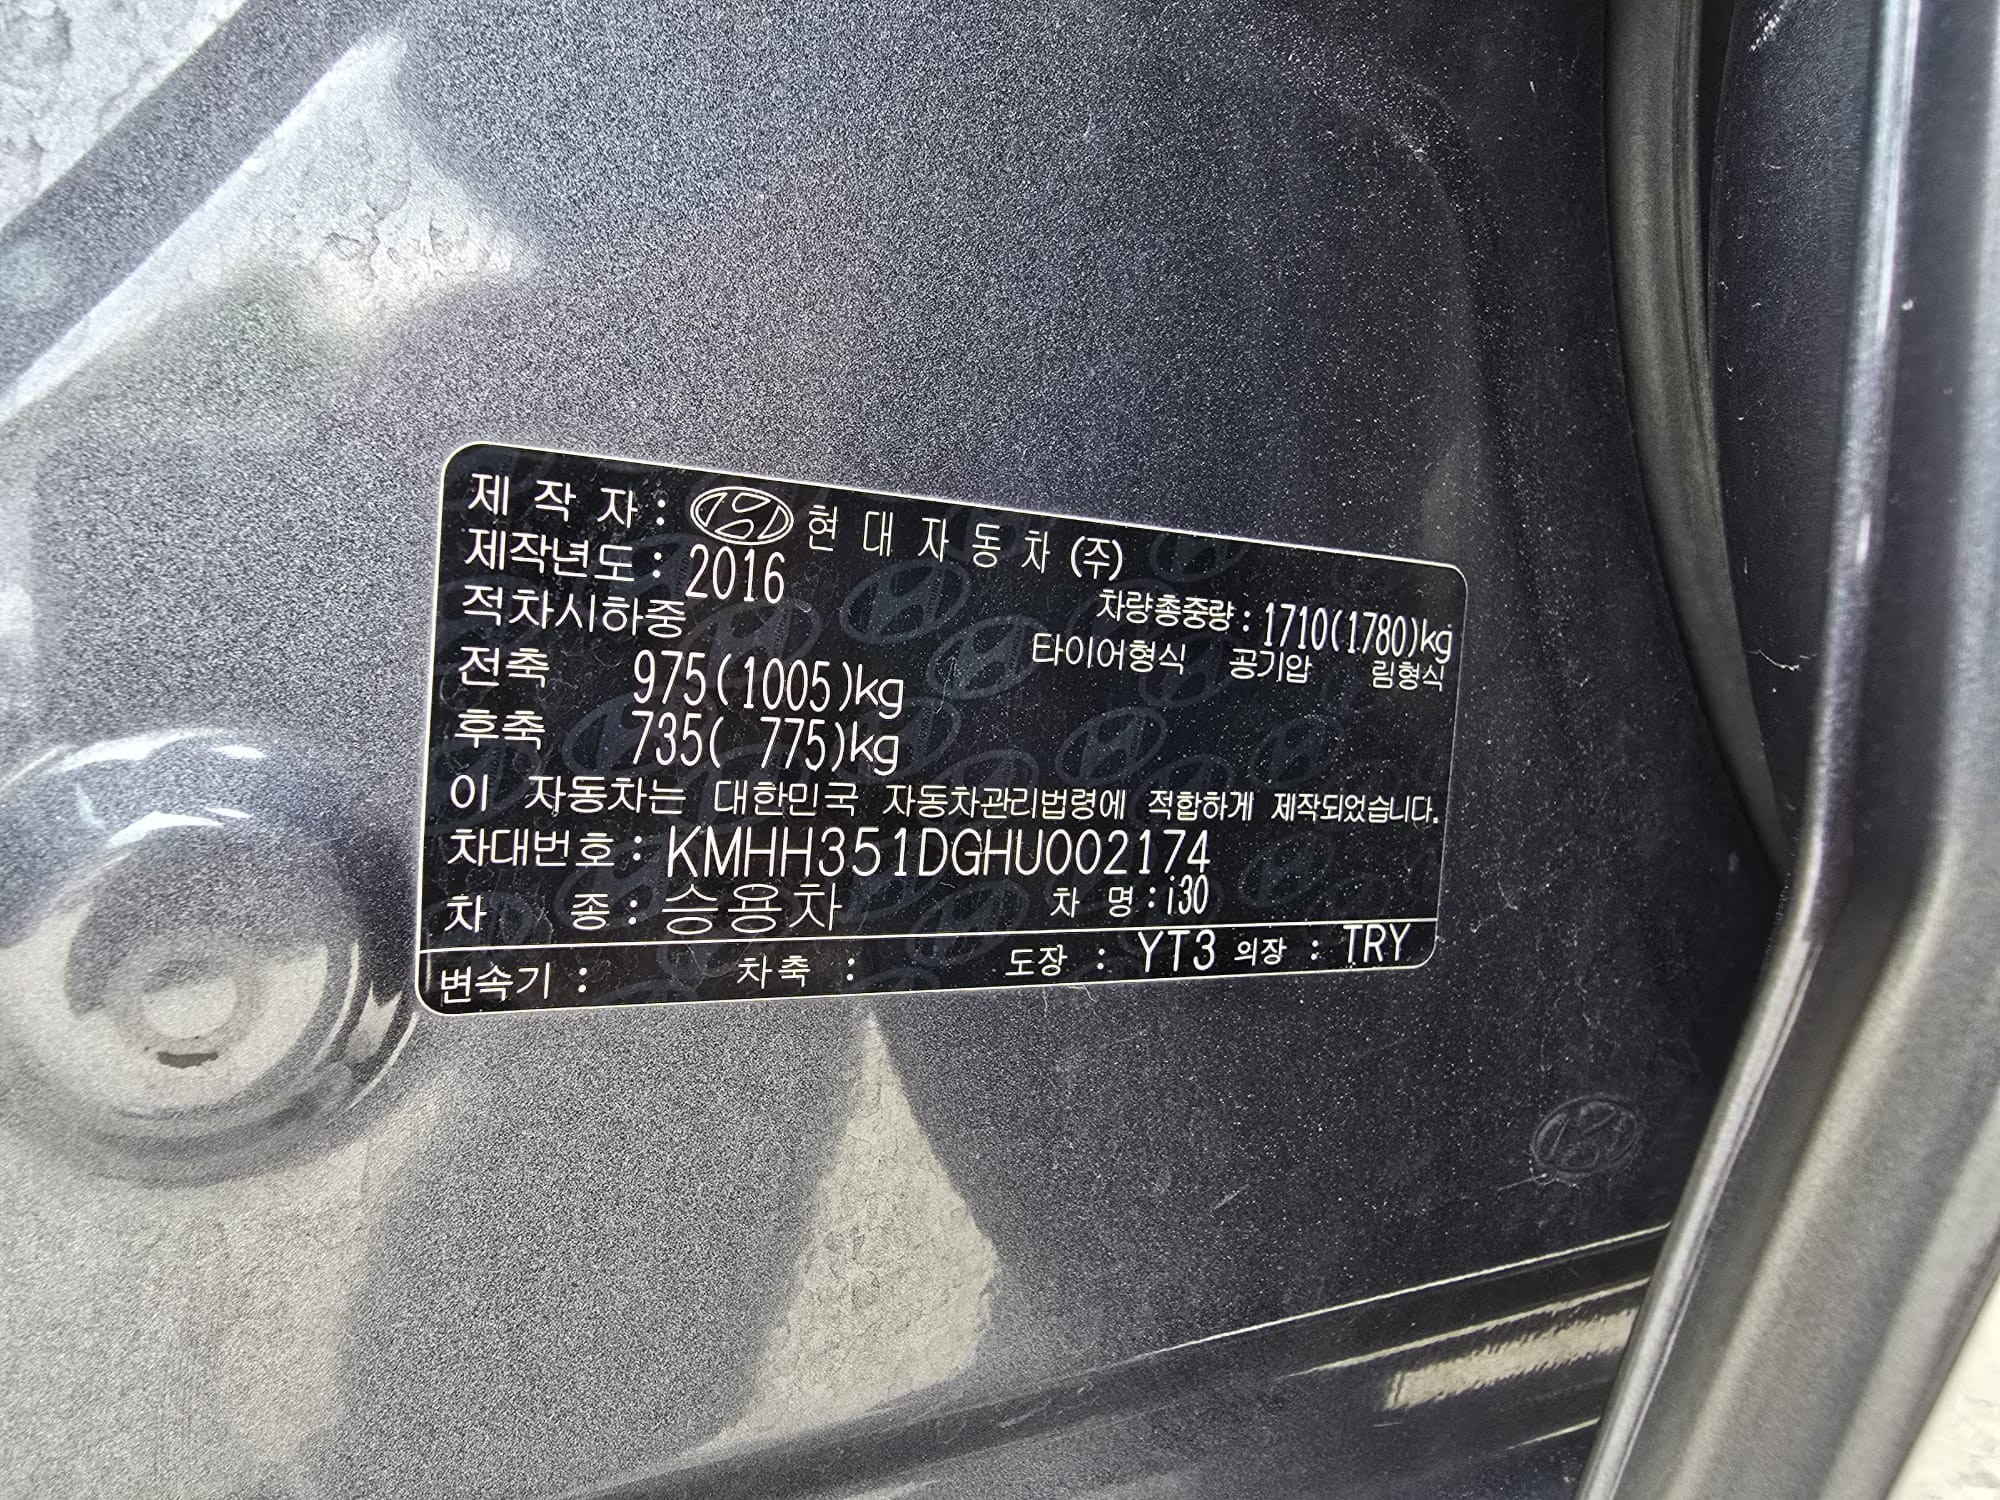 제 작 자 : 현 대 자 동 차 (주)
제작년도 : 2016
적차시하중 차량총중량 : 1710(1780)kg
타이어형식 공기압 림형식
전축 975(1005)kg
후축 735( 775)kg
이 자동차는 대한민국 자동차관리법령에 적합하게 제작되었습니다.
차대번호 : KMHH351DGHU002174
차 종 : 승용차 차 명 : i30
변속기 : 차축 : 도장 : YT3 의장 : TRY